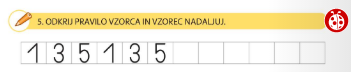 5. ODKRIJ PRAVILO VZORCA IN VZOREC NADALJUJ.
1 3 5 1 3 5